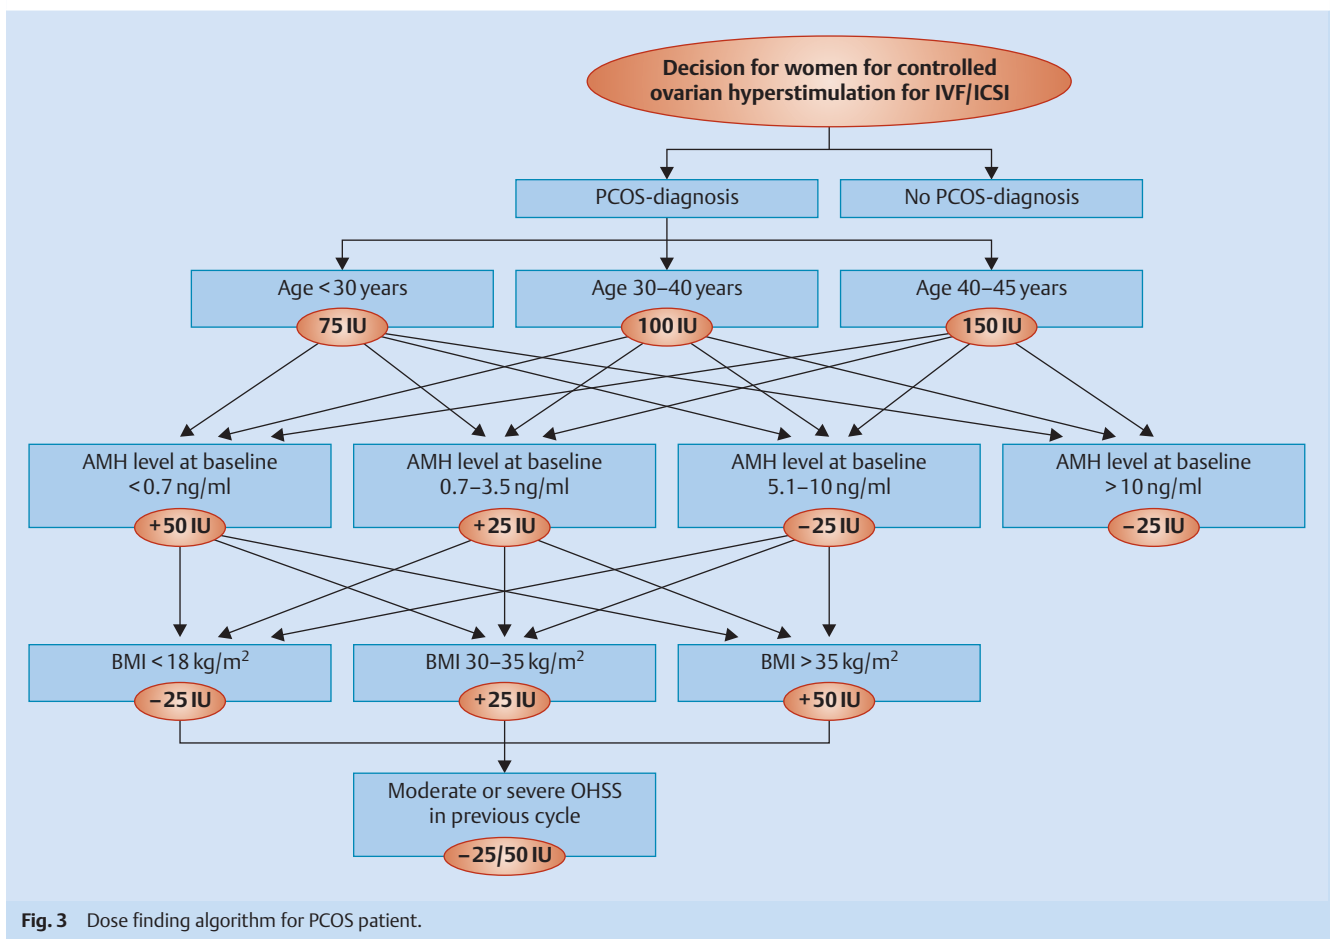 Decision for women for controlled
ovarian hyperstimulation for IVF/ICSI
PCOS-diagnosis
No PCOS-diagnosis
Age < 30 years
75 IU
Age 30–40 years
100 IU
Age 40–45 years
150 IU
AMH level at baseline
< 0.7 ng/ml
+50 IU
AMH level at baseline
0.7–3.5 ng/ml
+25 IU
AMH level at baseline
5.1–10 ng/ml
−25 IU
AMH level at baseline
> 10 ng/ml
−25 IU
BMI < 18 kg/m²
−25 IU
BMI 30–35 kg/m²
+25 IU
BMI > 35 kg/m²
+50 IU
Moderate or severe OHSS
in previous cycle
−25/50 IU
Fig. 3 Dose finding algorithm for PCOS patient.